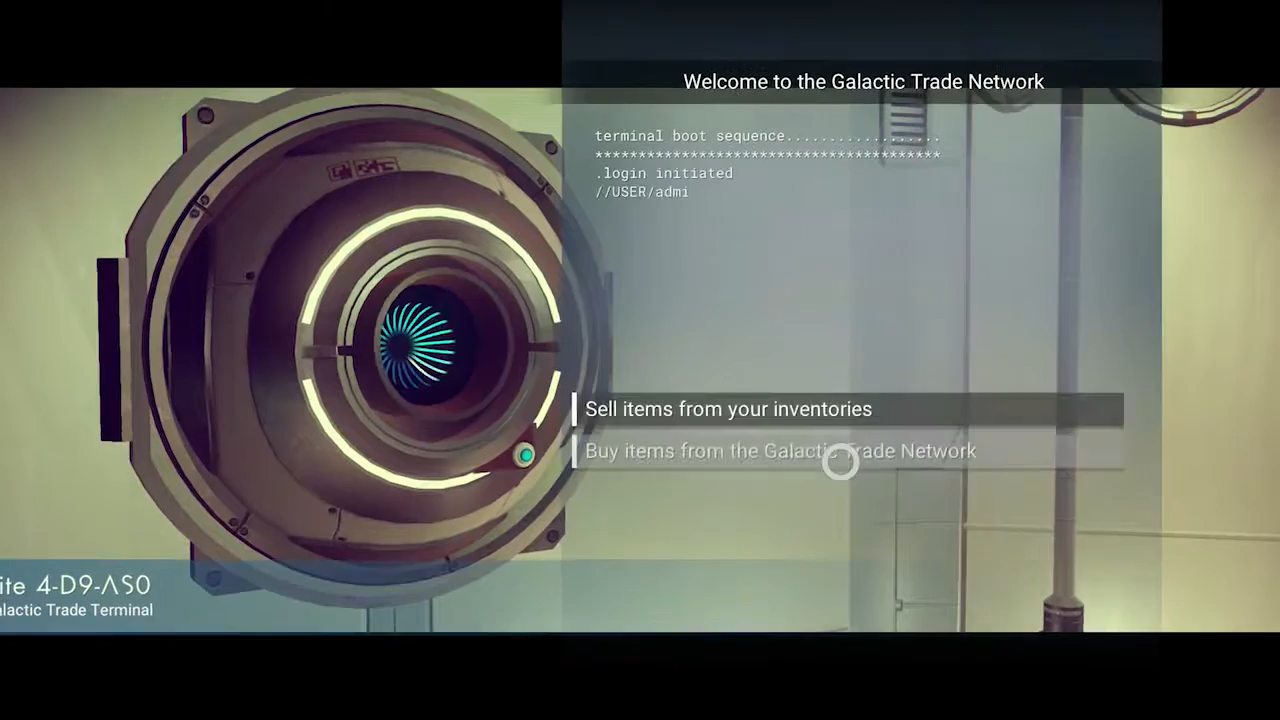 Welcome to the Galactic Trade Network
terminal boot sequence..................
****************************************
.login initiated
//USER/admi
Sell items from your inventories
Buy items from the Galactic Trade Network
ite 4-D9-AS0
alactic Trade Terminal